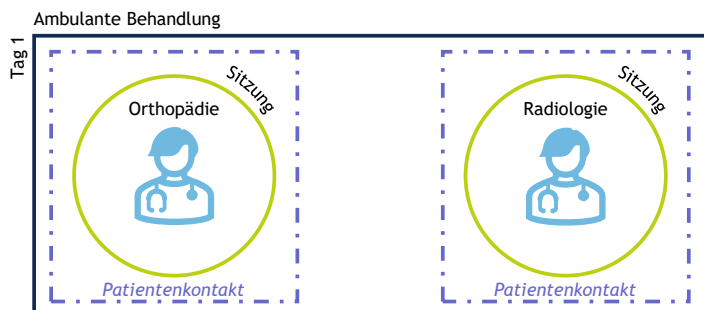 Ambulante Behandlung
Tag 1
Sitzung
Orthopädie
Patientenkontakt
Sitzung
Radiologie
Patientenkontakt